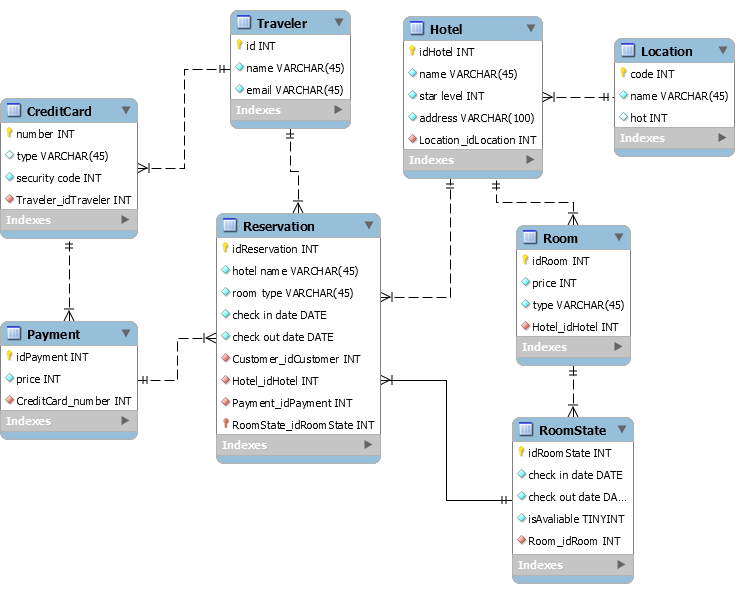 Traveler
id INT
name VARCHAR(45)
email VARCHAR(45)
Indexes
Hotel
idHotel INT
name VARCHAR(45)
star level INT
address VARCHAR(100)
Location_idLocation INT
Indexes
Location
code INT
name VARCHAR(45)
hot INT
Indexes
CreditCard
number INT
type VARCHAR(45)
security code INT
Traveler_idTraveler INT
Indexes
Reservation
idReservation INT
hotel name VARCHAR(45)
room type VARCHAR(45)
check in date DATE
check out date DATE
Customer_idCustomer INT
Hotel_idHotel INT
Payment_idPayment INT
RoomState_idRoomState INT
Indexes
Room
idRoom INT
price INT
type VARCHAR(45)
Hotel_idHotel INT
Indexes
Payment
idPayment INT
price INT
CreditCard_number INT
Indexes
RoomState
idRoomState INT
check in date DATE
check out date DA...
isAvaliable TINYINT
Room_idRoom INT
Indexes